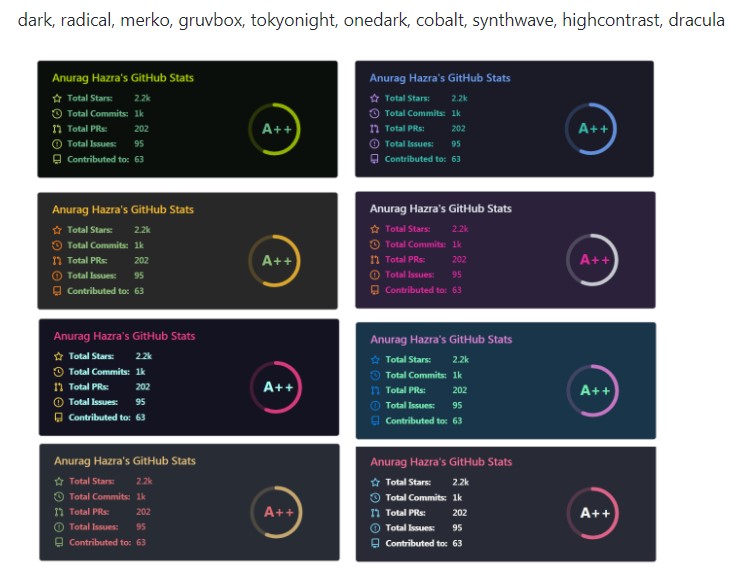 dark, radical, merko, gruvbox, tokyonight, onedark, cobalt, synthwave, highcontrast, dracula
Anurag Hazra's GitHub Stats
Total Stars: 2.2k
Total Commits: 1k
Total PRs: 202
Total Issues: 95
Contributed to: 63
A++
Anurag Hazra's GitHub Stats
Total Stars: 2.2k
Total Commits: 1k
Total PRs: 202
Total Issues: 95
Contributed to: 63
A++
Anurag Hazra's GitHub Stats
Total Stars: 2.2k
Total Commits: 1k
Total PRs: 202
Total Issues: 95
Contributed to: 63
A++
Anurag Hazra's GitHub Stats
Total Stars: 2.2k
Total Commits: 1k
Total PRs: 202
Total Issues: 95
Contributed to: 63
A++
Anurag Hazra's GitHub Stats
Total Stars: 2.2k
Total Commits: 1k
Total PRs: 202
Total Issues: 95
Contributed to: 63
A++
Anurag Hazra's GitHub Stats
Total Stars: 2.2k
Total Commits: 1k
Total PRs: 202
Total Issues: 95
Contributed to: 63
A++
Anurag Hazra's GitHub Stats
Total Stars: 2.2k
Total Commits: 1k
Total PRs: 202
Total Issues: 95
Contributed to: 63
A++
Anurag Hazra's GitHub Stats
Total Stars: 2.2k
Total Commits: 1k
Total PRs: 202
Total Issues: 95
Contributed to: 63
A++